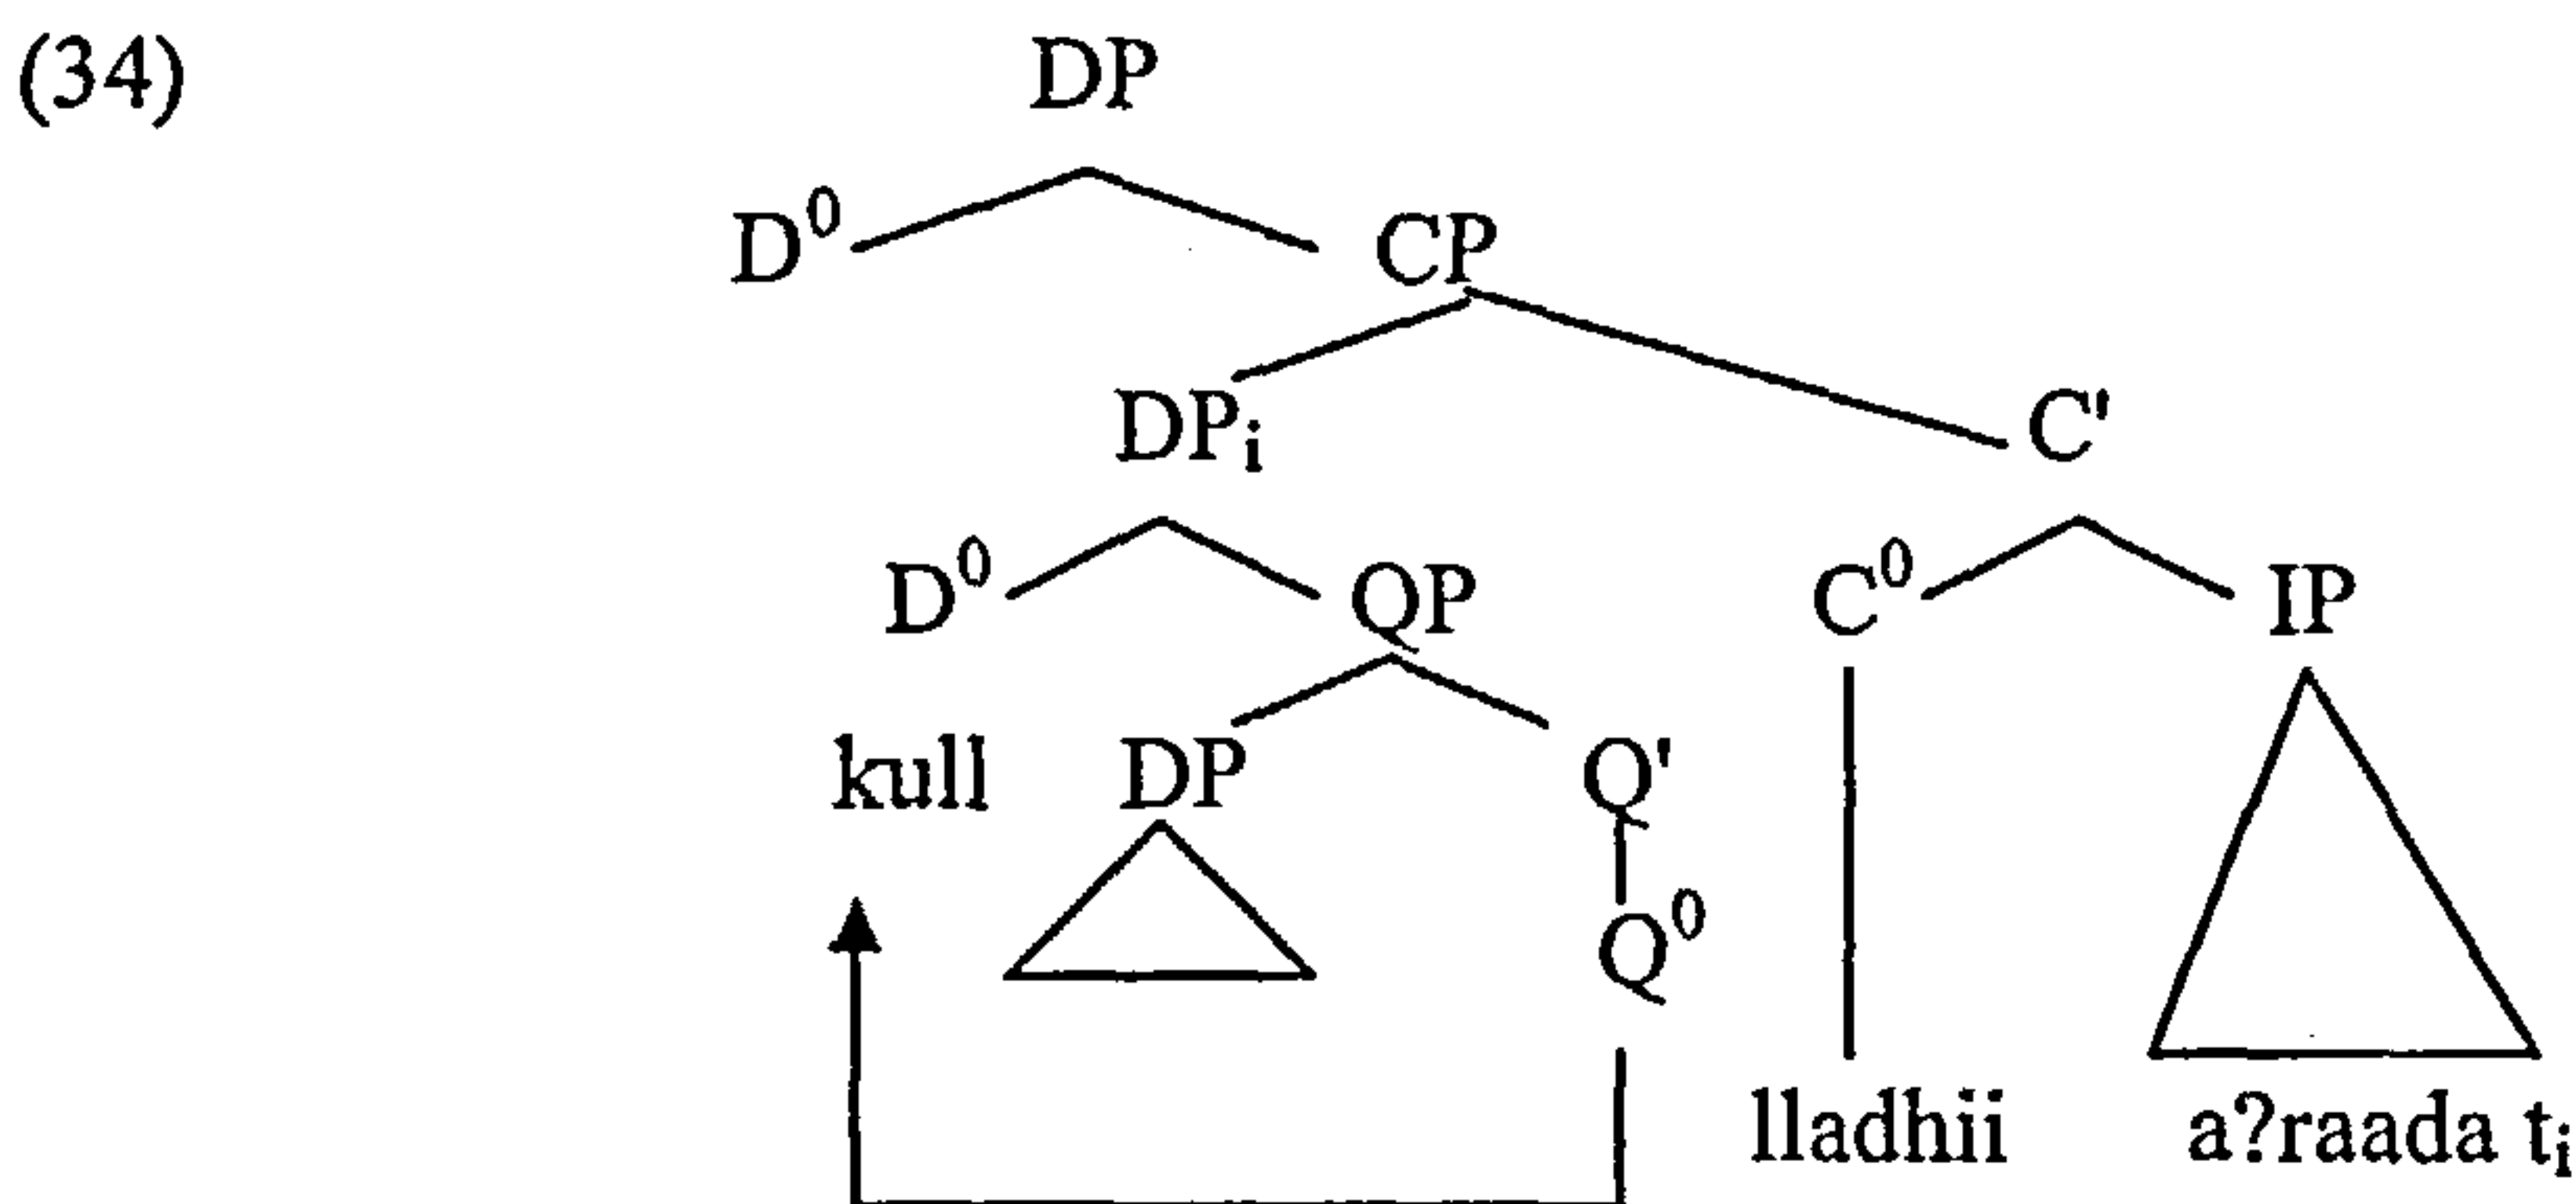 (34) DP
D⁰ CP
DPᵢ C'
D⁰ QP C⁰ IP
kull DP Q'
Q⁰
lladhii a?raada tᵢ